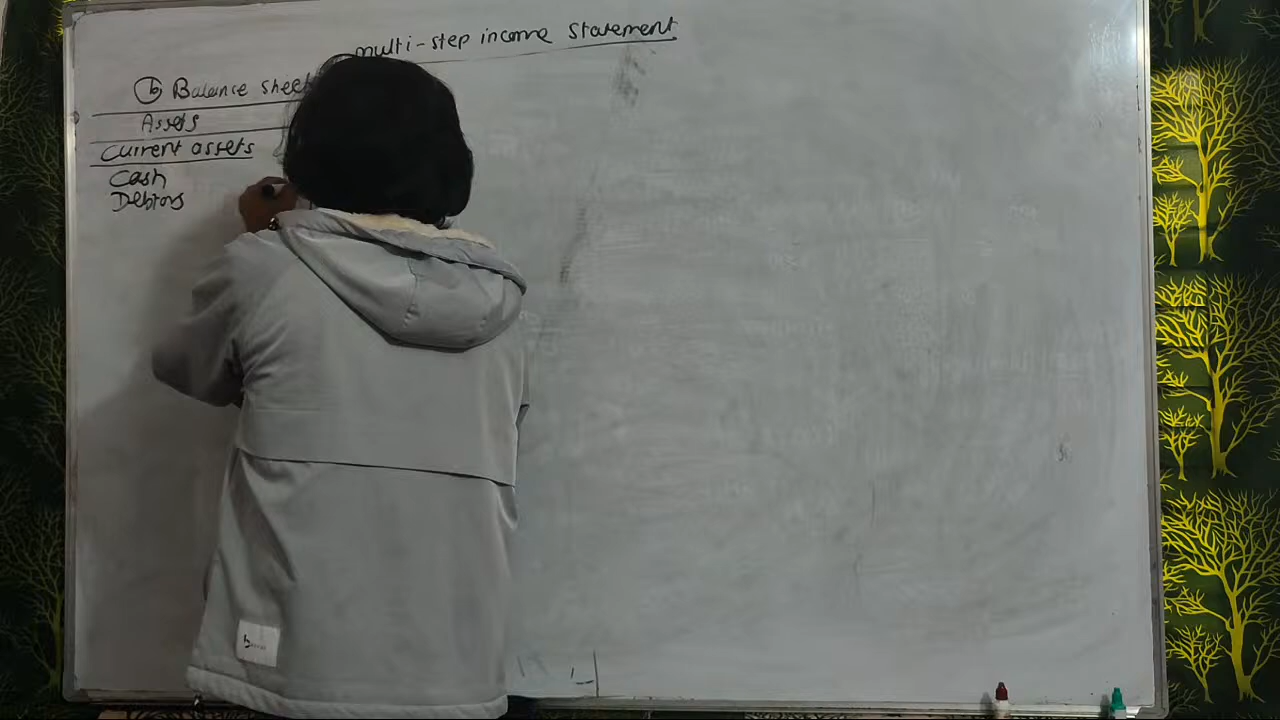 multi-step income statement
(b) Balance sheet
Assets
Current assets
Cash
Debtors